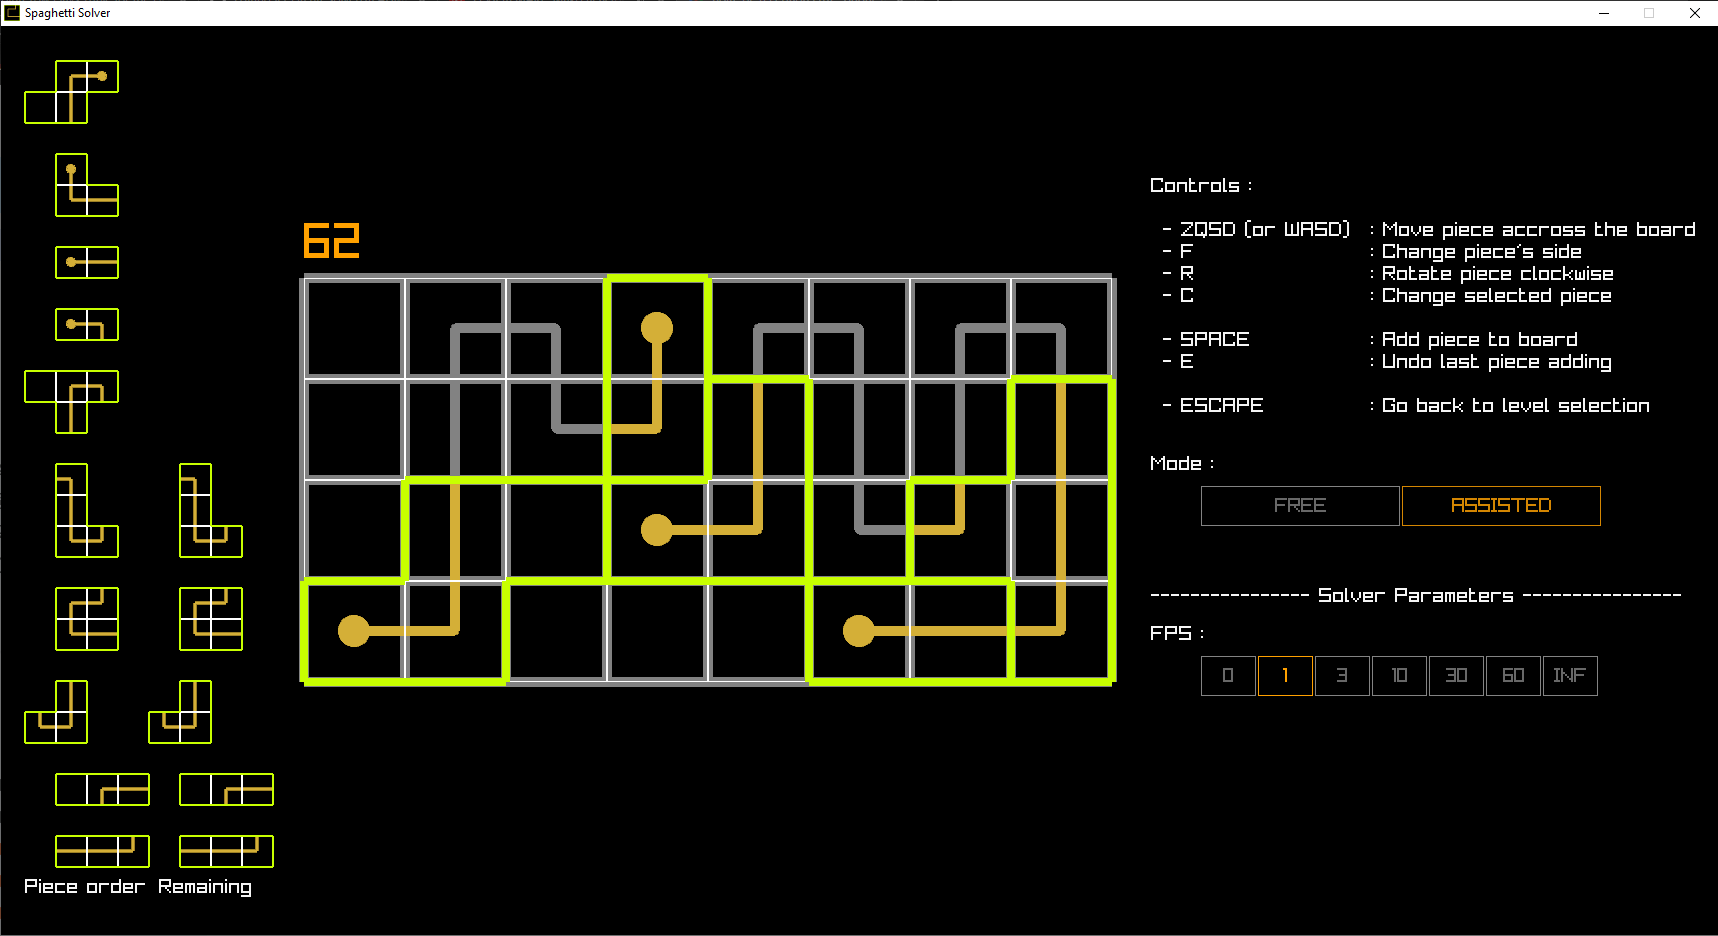 Spaghetti Solver
62
Controls :
- ZQSD (or WASD) : Move piece accross the board
- F : Change piece's side
- R : Rotate piece clockwise
- C : Change selected piece
- SPACE : Add piece to board
- E : Undo last piece adding
- ESCAPE : Go back to level selection
Mode :
FREE ASSISTED
---------------- Solver Parameters ----------------
FPS :
0 1 3 10 30 60 INF
Piece order Remaining